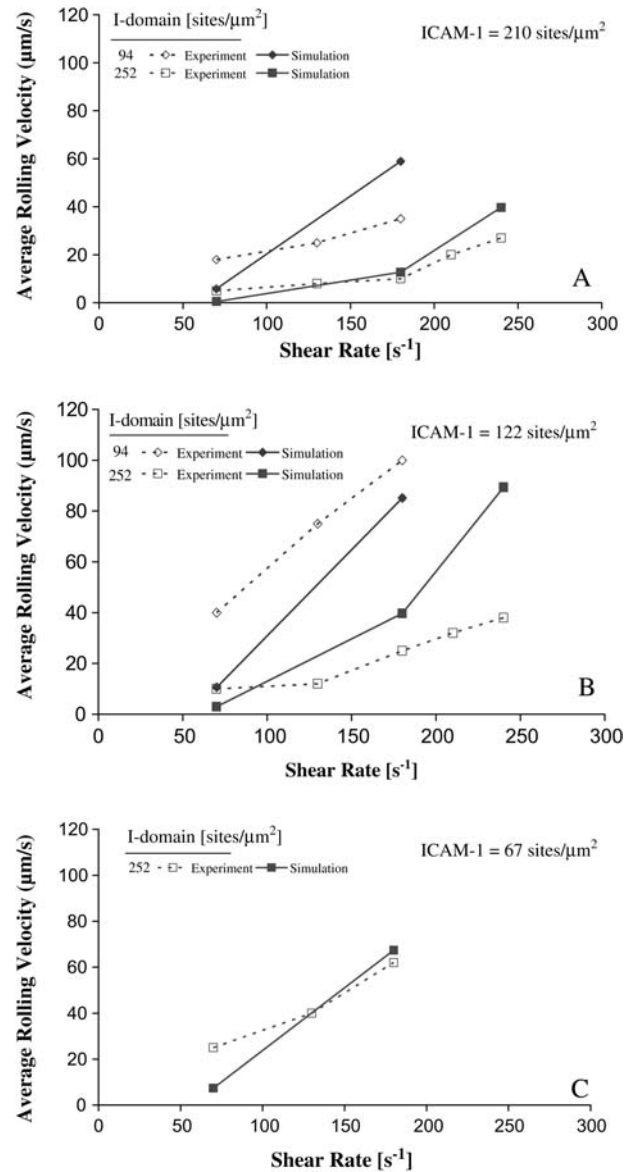 I-domain [sites/μm²]
ICAM-1 = 210 sites/μm²
94 Experiment Simulation
252 Experiment Simulation
Average Rolling Velocity (μm/s)
120
100
80
60
40
20
0
0 50 100 150 200 250 300
Shear Rate [s⁻¹]
A
I-domain [sites/μm²]
ICAM-1 = 122 sites/μm²
94 Experiment Simulation
252 Experiment Simulation
Average Rolling Velocity (μm/s)
120
100
80
60
40
20
0
0 50 100 150 200 250 300
Shear Rate [s⁻¹]
B
I-domain [sites/μm²]
ICAM-1 = 67 sites/μm²
252 Experiment Simulation
Average Rolling Velocity (μm/s)
120
100
80
60
40
20
0
0 50 100 150 200 250 300
Shear Rate [s⁻¹]
C